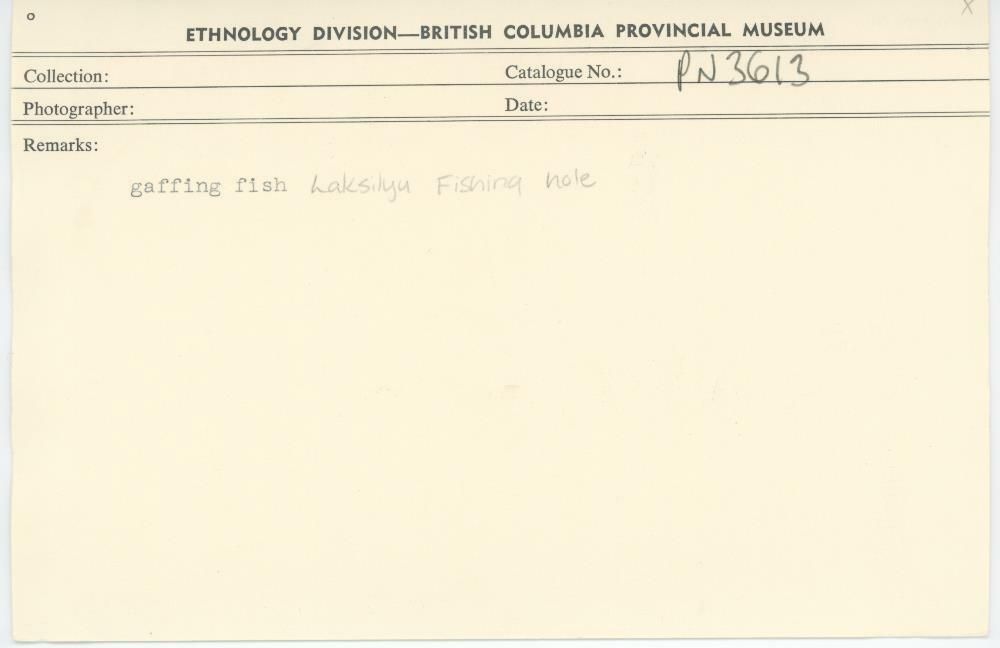 ETHNOLOGY DIVISION—BRITISH COLUMBIA PROVINCIAL MUSEUM
Collection: Catalogue No.: PN3613
Photographer: Date:
Remarks:
gaffing fish Laksilyu Fishing hole